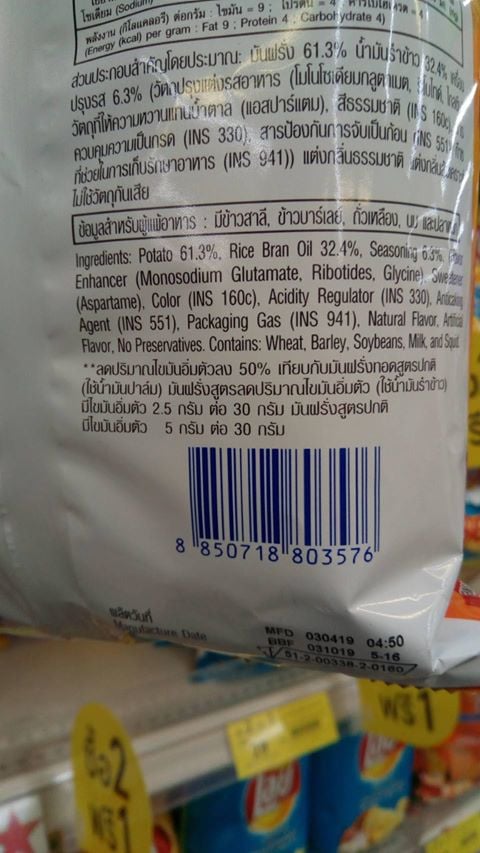 โซเดียม (Sodium)
พลังงาน (กิโลแคลอรี) ต่อกรัม : ไขมัน = 9 ; โปรตีน = 4 ;
(Energy (kcal) per gram : Fat 9 ; Protein 4 ; Carbohydrate 4)
ส่วนประกอบสำคัญโดยประมาณ: มันฝรั่ง 61.3% น้ำมันรำข้าว 32.4%
ปรุงรส 6.3% (วัตถุปรุงแต่งรสอาหาร (โมโนโซเดียมกลูตาเมต,
วัตถุที่ให้ความหวานแทนน้ำตาล (แอสปาร์แตม), สีธรรมชาติ (INS 160c),
ควบคุมความเป็นกรด (INS 330), สารป้องกันการจับเป็นก้อน (INS 551)
ที่ช่วยในการเก็บรักษาอาหาร (INS 941)) แต่งกลิ่นธรรมชาติ
ไม่ใช้วัตถุกันเสีย
ข้อมูลสำหรับผู้แพ้อาหาร : มีข้าวสาลี, ข้าวบาร์เลย์, ถั่วเหลือง, นม และปลาหมึก
Ingredients: Potato 61.3%, Rice Bran Oil 32.4%, Seasoning 6.3%,
Enhancer (Monosodium Glutamate, Ribotides, Glycine), Sweetener
(Aspartame), Color (INS 160c), Acidity Regulator (INS 330), Anticaking
Agent (INS 551), Packaging Gas (INS 941), Natural Flavor, Artificial
Flavor, No Preservatives. Contains: Wheat, Barley, Soybeans, Milk, and Squid
**ลดปริมาณไขมันอิ่มตัวลง 50% เทียบกับมันฝรั่งทอดสูตรปกติ
(ใช้น้ำมันปาล์ม) มันฝรั่งสูตรลดปริมาณไขมันอิ่มตัว (ใช้น้ำมันรำข้าว)
มีไขมันอิ่มตัว 2.5 กรัม ต่อ 30 กรัม มันฝรั่งสูตรปกติ
มีไขมันอิ่มตัว 5 กรัม ต่อ 30 กรัม
8 850718 803576
ผลิตวันที่
Manufacture Date
MFD 030419 04:50
BBF 031019 5-16
51-2-00338-2-0160
ซื้อ 2
ฟรี 1
ฟรี 1
เลย์